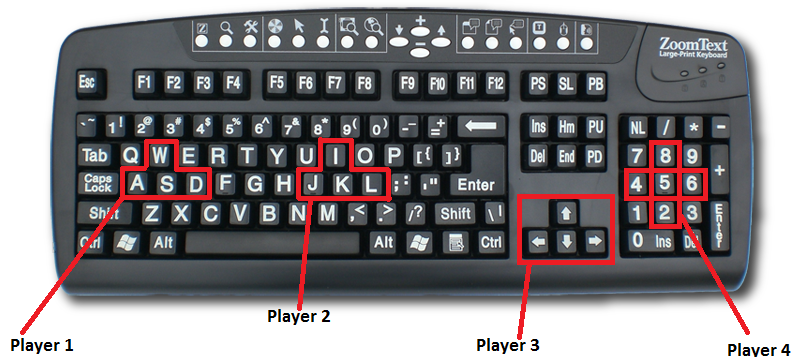 ZoomText
Large-Print Keyboard
Esc F1 F2 F3 F4 F5 F6 F7 F8 F9 F10 F11 F12 PS SL PB
`~ 1! 2@ 3# 4$ 5% 6^ 7& 8* 9( 0) -_ =+ Ins Hm PU NL / * -
Tab Q W E R T Y U I O P [{ ]} Del End PD 7 8 9 +
Caps Lock A S D F G H J K L ;: '" Enter 4 5 6
Shift Z X C V B N M ,< .> /? Shift \| 1 2 3 Enter
Ctrl Alt Alt Ctrl 0 Ins Del
Player 1
Player 2
Player 3
Player 4